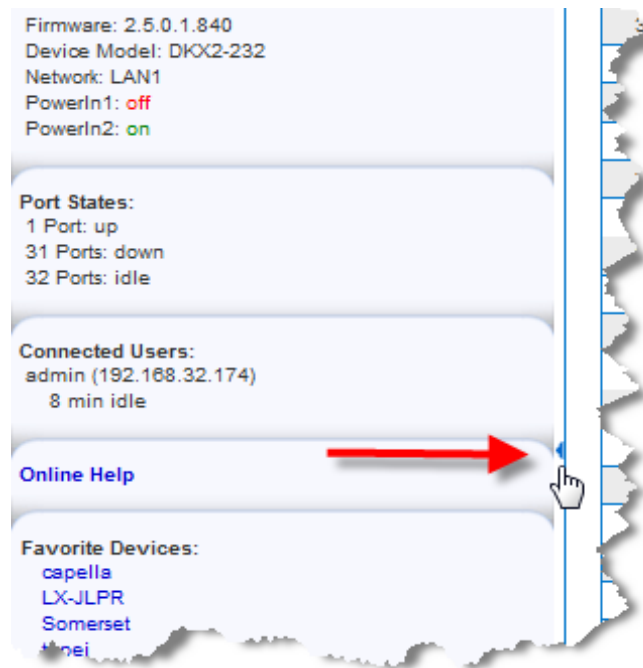 Firmware: 2.5.0.1.840
Device Model: DKX2-232
Network: LAN1
PowerIn1: off
PowerIn2: on
Port States:
1 Port: up
31 Ports: down
32 Ports: idle
Connected Users:
admin (192.168.32.174)
8 min idle
Online Help
Favorite Devices:
capella
LX-JLPR
Somerset